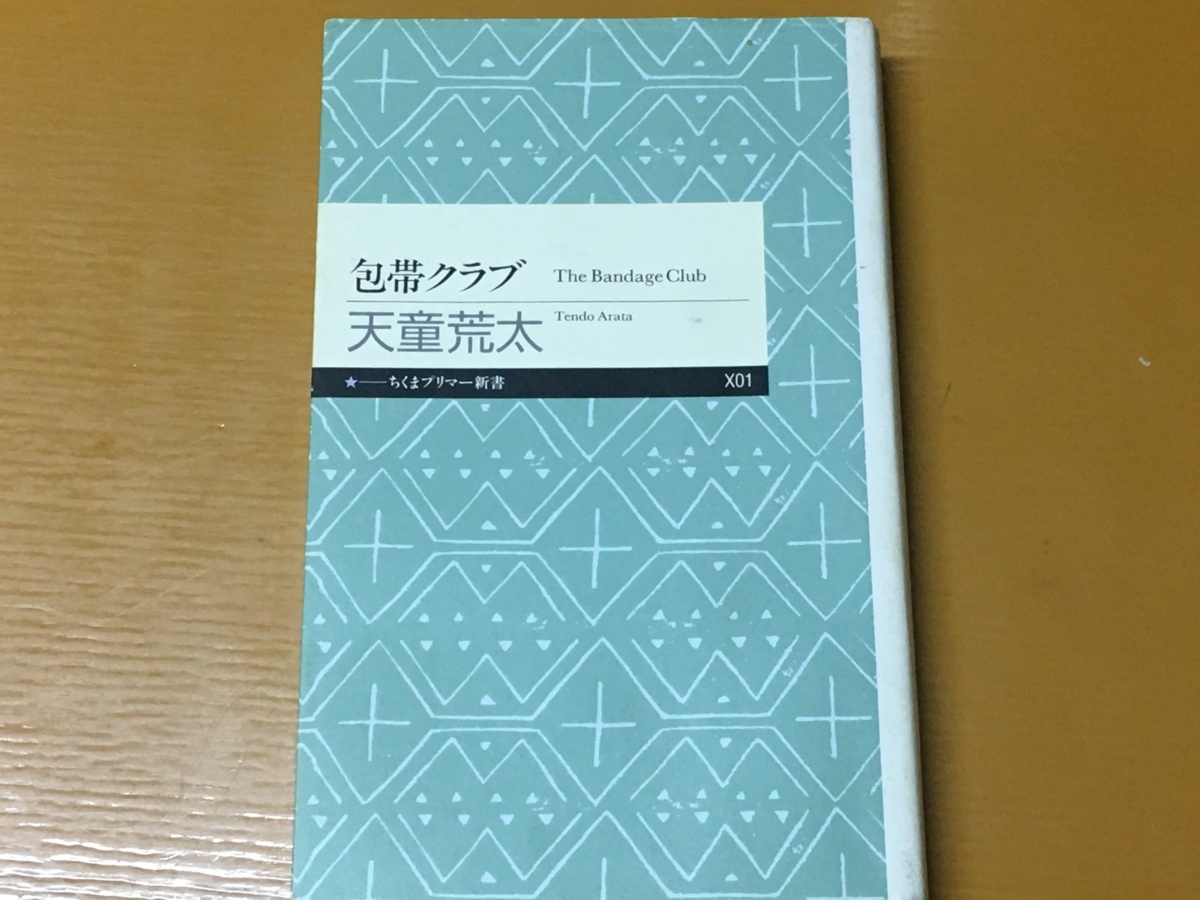 包帯クラブ The Bandage Club
天童荒太 Tendo Arata
★──ちくまプリマー新書 X01